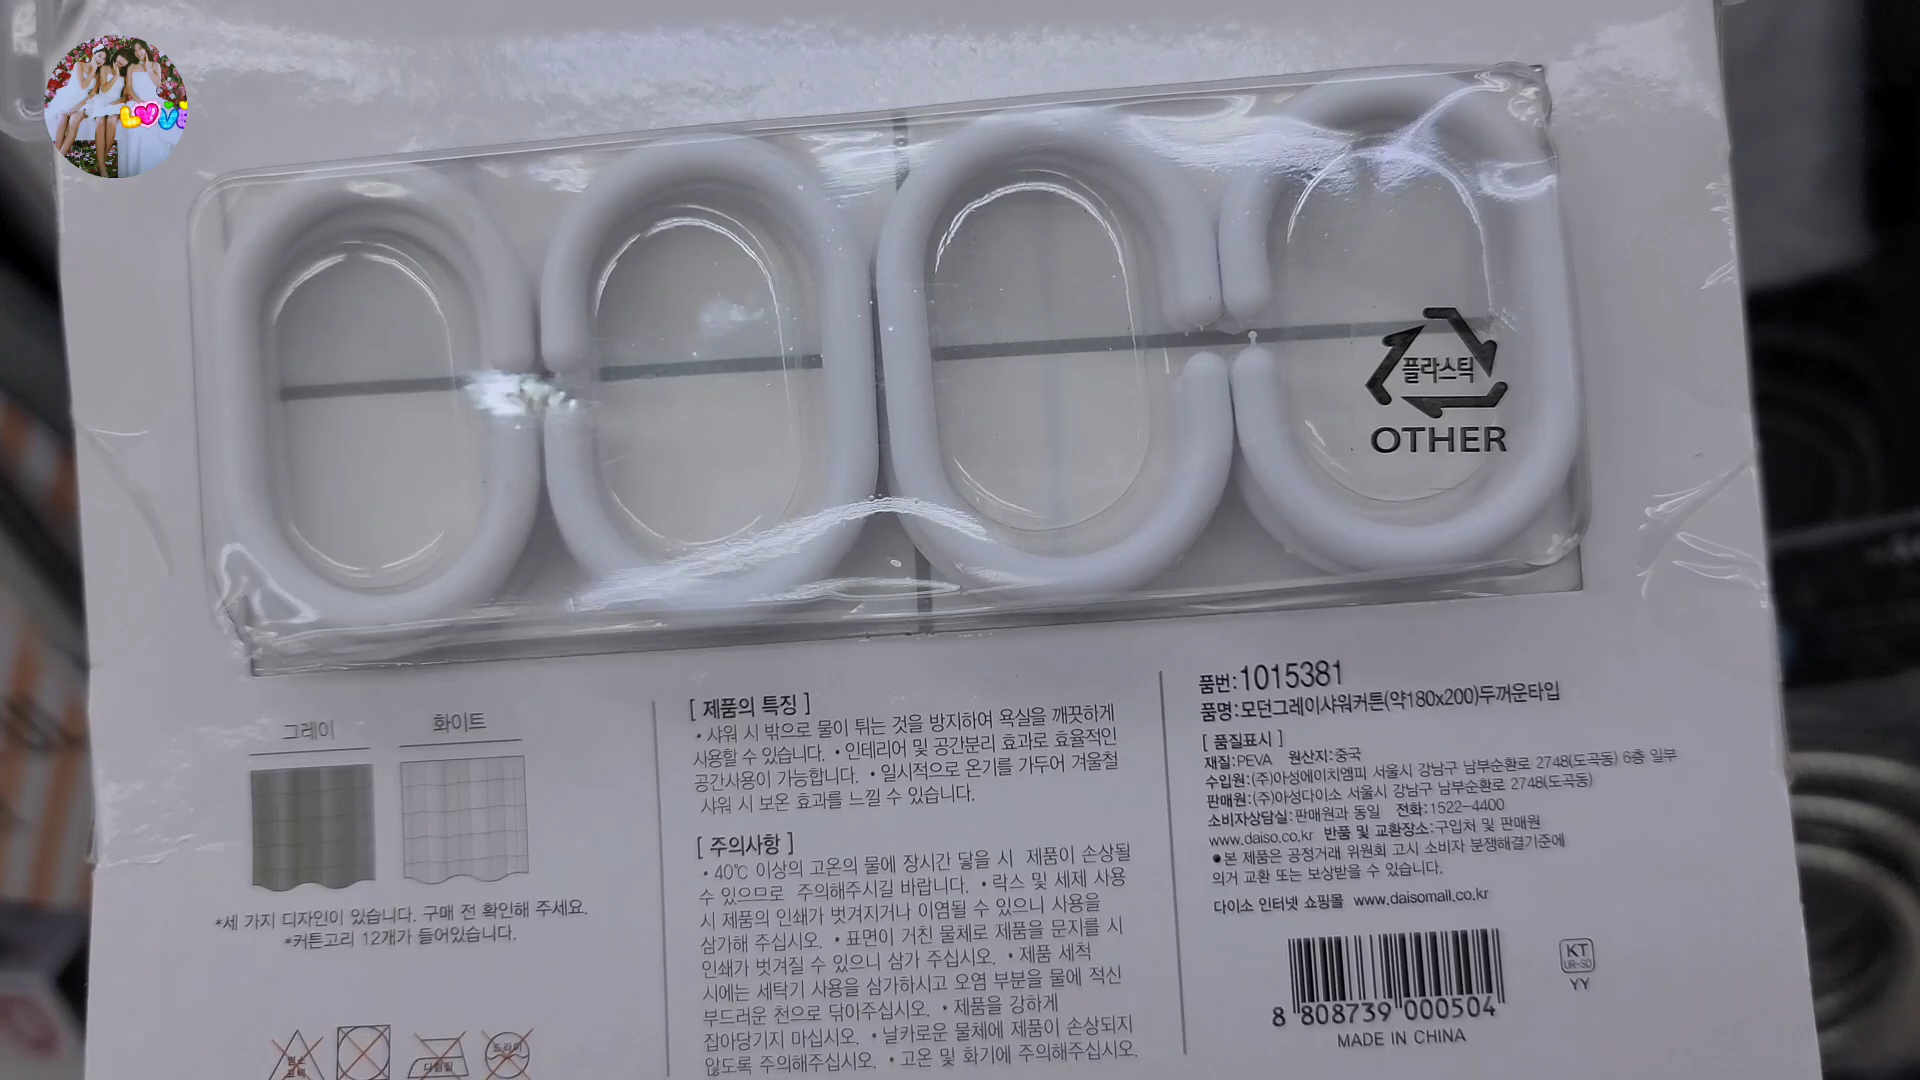 LOVE
플라스틱
OTHER
그레이
화이트
*세 가지 디자인이 있습니다. 구매 전 확인해 주세요.
*커튼고리 12개가 들어있습니다.
염소
표백
다림질
드라이
[ 제품의 특징 ]
• 샤워 시 밖으로 물이 튀는 것을 방지하여 욕실을 깨끗하게
사용할 수 있습니다. • 인테리어 및 공간분리 효과로 효율적인
공간사용이 가능합니다. • 일시적으로 온기를 가두어 겨울철
샤워 시 보온 효과를 느낄 수 있습니다.
[ 주의사항 ]
• 40℃ 이상의 고온의 물에 장시간 닿을 시 제품이 손상될
수 있으므로 주의해주시길 바랍니다. • 락스 및 세제 사용
시 제품의 인쇄가 벗겨지거나 이염될 수 있으니 사용을
삼가해 주십시오. • 표면이 거친 물체로 제품을 문지를 시
인쇄가 벗겨질 수 있으니 삼가 주십시오. • 제품 세척
시에는 세탁기 사용을 삼가하시고 오염 부분을 물에 적신
부드러운 천으로 닦아주십시오. • 제품을 강하게
잡아당기지 마십시오. • 날카로운 물체에 제품이 손상되지
않도록 주의해주십시오. • 고온 및 화기에 주의해주십시오.
품번:1015381
품명:모던그레이샤워커튼(약180x200)두꺼운타입
[ 품질표시 ]
재질:PEVA 원산지:중국
수입원:(주)아성에이치앰피 서울시 강남구 남부순환로 2748(도곡동) 6층 일부
판매원:(주)아성다이소 서울시 강남구 남부순환로 2748(도곡동)
소비자상담실:판매원과 동일 전화:1522-4400
www.daiso.co.kr 반품 및 교환장소:구입처 및 판매원
●본 제품은 공정거래 위원회 고시 소비자 분쟁해결기준에
의거 교환 또는 보상받을 수 있습니다.
다이소 인터넷 쇼핑몰 www.daisomall.co.kr
8 808739 000504
MADE IN CHINA
KT
UR-SD
YY